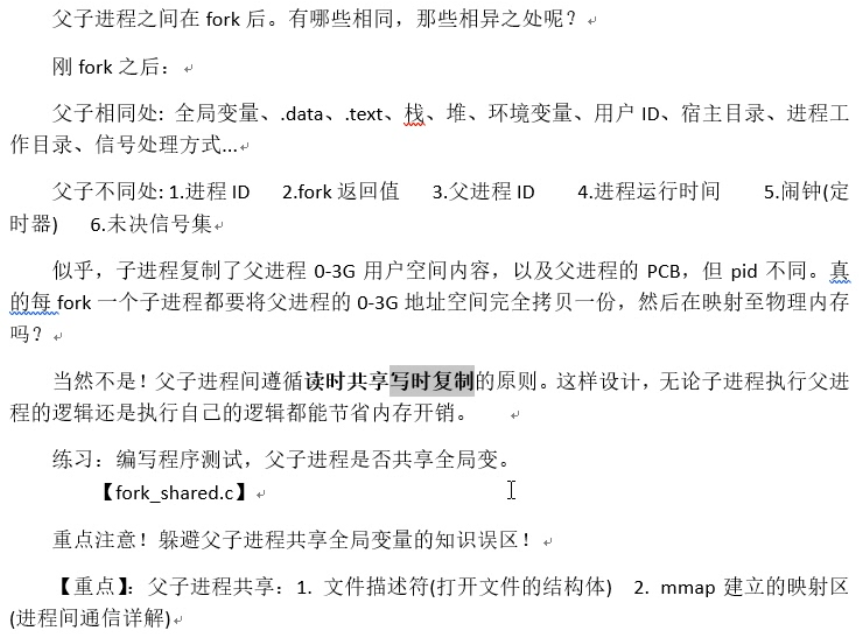 父子进程之间在 fork 后。有哪些相同，那些相异之处呢？
刚 fork 之后：
父子相同处: 全局变量、.data、.text、栈、堆、环境变量、用户 ID、宿主目录、进程工
作目录、信号处理方式...
父子不同处: 1.进程 ID 2.fork 返回值 3.父进程 ID 4.进程运行时间 5.闹钟(定
时器) 6.未决信号集
似乎，子进程复制了父进程 0-3G 用户空间内容，以及父进程的 PCB，但 pid 不同。真
的每 fork 一个子进程都要将父进程的 0-3G 地址空间完全拷贝一份，然后在映射至物理内存
吗？
当然不是！父子进程间遵循读时共享写时复制的原则。这样设计，无论子进程执行父进
程的逻辑还是执行自己的逻辑都能节省内存开销。
练习：编写程序测试，父子进程是否共享全局变。
【fork_shared.c】
重点注意！躲避父子进程共享全局变量的知识误区！
【重点】：父子进程共享：1. 文件描述符(打开文件的结构体) 2. mmap 建立的映射区
(进程间通信详解)